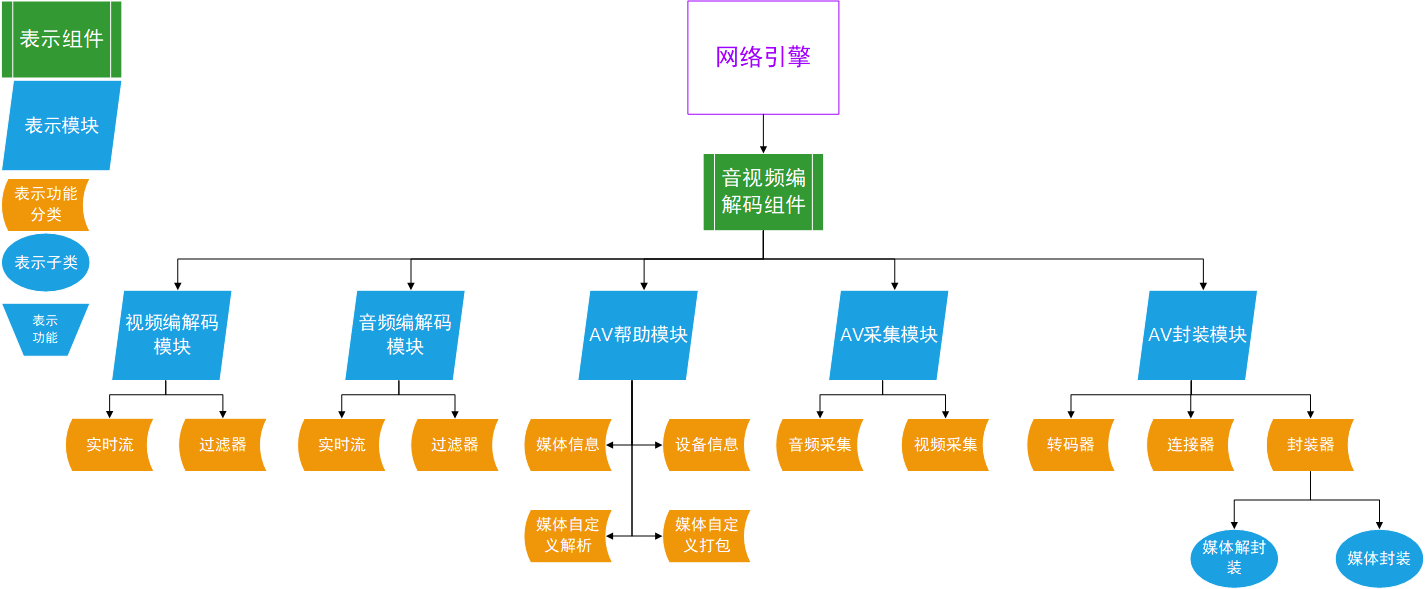 表示组件
表示模块
表示功能
分类
表示子类
表示
功能
网络引擎
音视频编
解码组件
视频编解码
模块
音频编解码
模块
AV帮助模块
AV采集模块
AV封装模块
实时流
过滤器
实时流
过滤器
媒体信息
设备信息
音频采集
视频采集
转码器
连接器
封装器
媒体自定
义解析
媒体自定
义打包
媒体解封
装
媒体封装